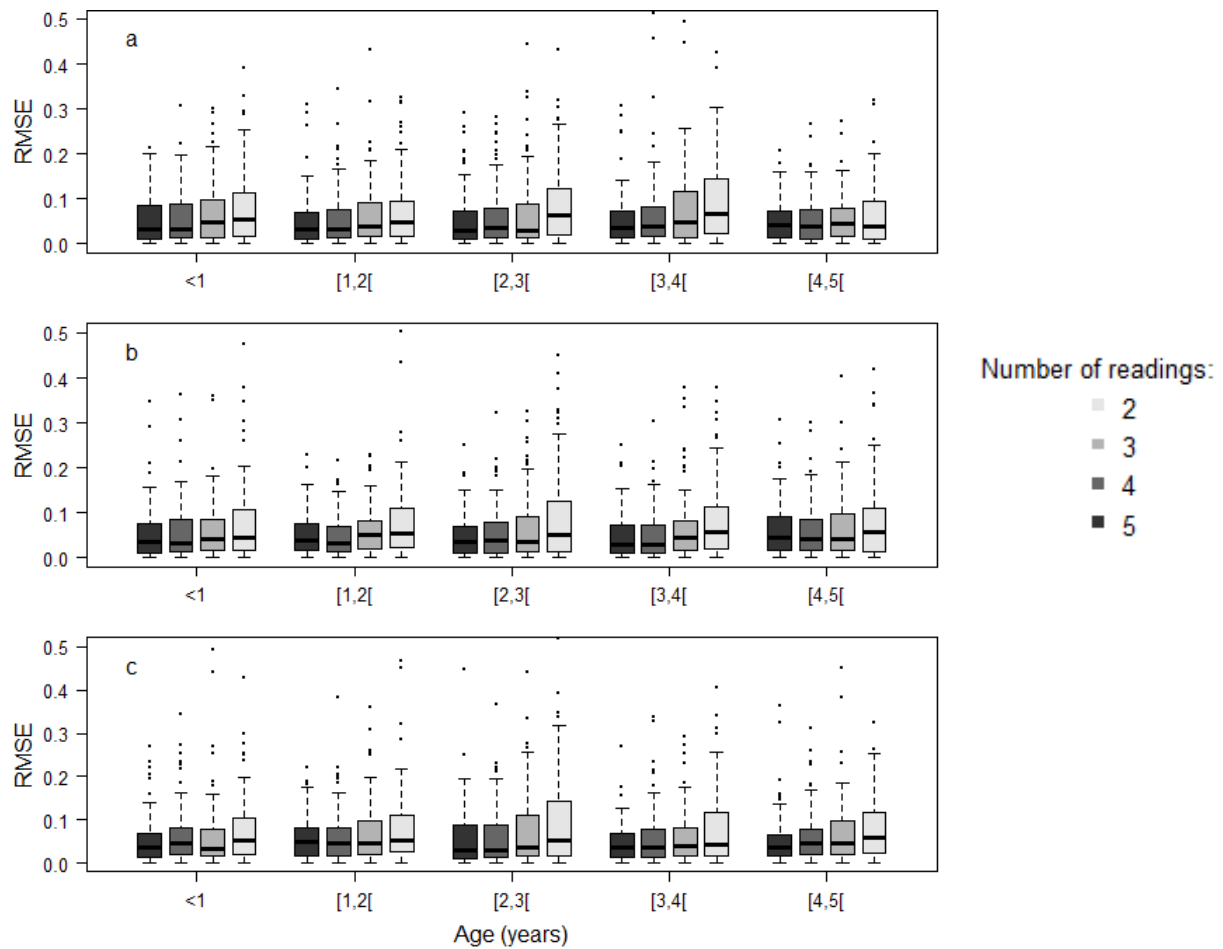 a
RMSE
0.5
0.4
0.3
0.2
0.1
0.0
<1 [1,2[ [2,3[ [3,4[ [4,5[
b
RMSE
0.5
0.4
0.3
0.2
0.1
0.0
<1 [1,2[ [2,3[ [3,4[ [4,5[
Number of readings:
2
3
4
5
c
RMSE
0.5
0.4
0.3
0.2
0.1
0.0
<1 [1,2[ [2,3[ [3,4[ [4,5[
Age (years)